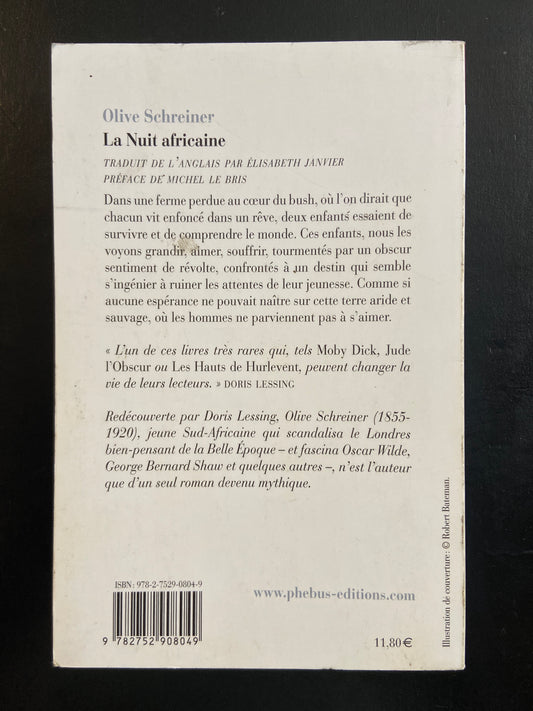 Olive Schreiner
La Nuit africaine
TRADUIT DE L'ANGLAIS PAR ÉLISABETH JANVIER
PRÉFACE DE MICHEL LE BRIS
Dans une ferme perdue au cœur du bush, où l'on dirait que
chacun vit enfoncé dans un rêve, deux enfants essaient de
survivre et de comprendre le monde. Ces enfants, nous les
voyons grandir, aimer, souffrir, tourmentés par un obscur
sentiment de révolte, confrontés à un destin qui semble
s'ingénier à ruiner les attentes de leur jeunesse. Comme si
aucune espérance ne pouvait naître sur cette terre aride et
sauvage, où les hommes ne parviennent pas à s'aimer.
« L'un de ces livres très rares qui, tels Moby Dick, Jude
l'Obscur ou Les Hauts de Hurlevent, peuvent changer la
vie de leurs lecteurs. » DORIS LESSING
Redécouverte par Doris Lessing, Olive Schreiner (1855-
1920), jeune Sud-Africaine qui scandalisa le Londres
bien-pensant de la Belle Époque – et fascina Oscar Wilde,
George Bernard Shaw et quelques autres –, n'est l'auteur
que d'un seul roman devenu mythique.
Illustration de couverture : © Robert Bateman.
ISBN : 978-2-7529-0804-9
www.phebus-editions.com
9 782752 908049
11,80 €